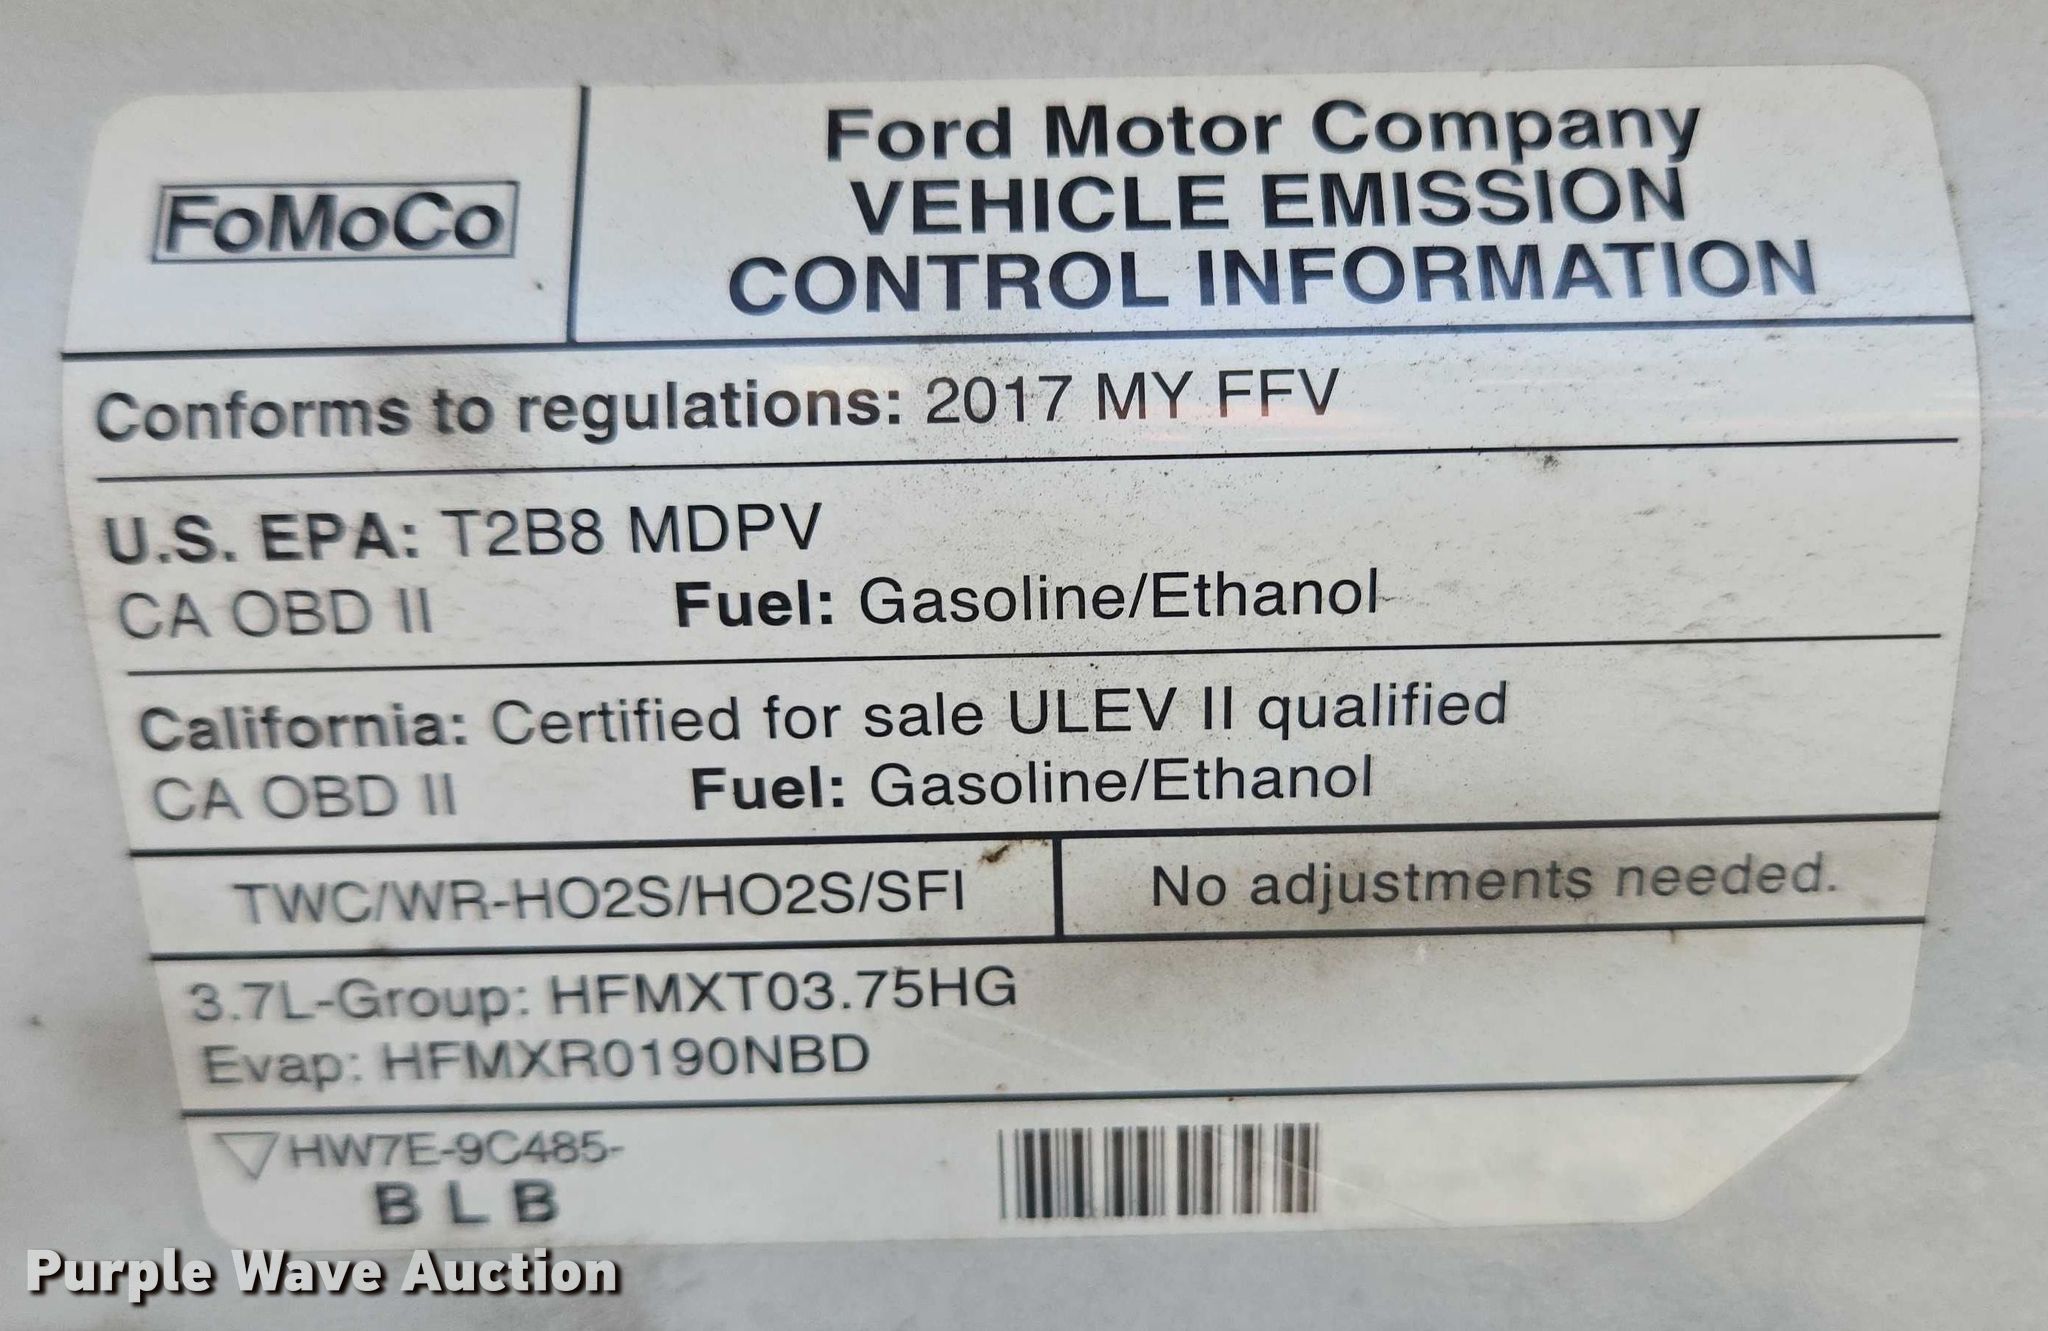 FoMoCo
Ford Motor Company
VEHICLE EMISSION
CONTROL INFORMATION
Conforms to regulations: 2017 MY FFV
U.S. EPA: T2B8 MDPV
CA OBD II Fuel: Gasoline/Ethanol
California: Certified for sale ULEV II qualified
CA OBD II Fuel: Gasoline/Ethanol
TWC/WR-HO2S/HO2S/SFI
No adjustments needed.
3.7L-Group: HFMXT03.75HG
Evap: HFMXR0190NBD
HW7E-9C485-
B L B
Purple Wave Auction